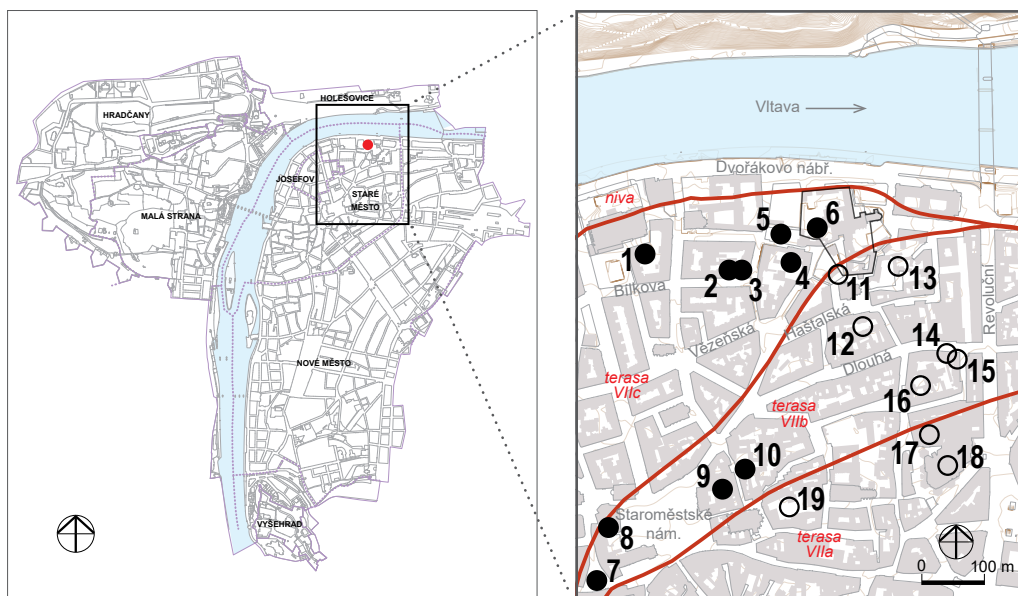 HOLEŠOVICE
HRADČANY
JOSEFOV
STARÉ
MĚSTO
MALÁ STRANA
NOVÉ MĚSTO
VYŠEHRAD
Vltava
Dvořákovo nábř.
niva
5
6
1
2
3
4
11
13
Bílkova
Revoluční
Haštalská
Vězeňská
12
Dlouhá
14
15
terasa
VIIc
16
terasa
VIIb
17
10
18
9
19
Staroměstské
nám.
8
terasa
VIIa
7
0
100 m